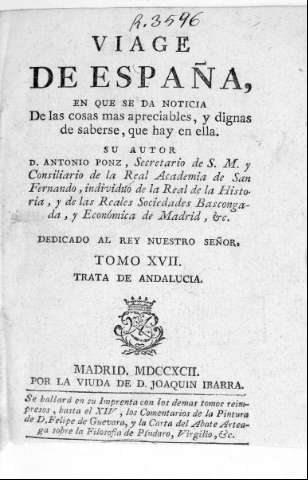 R.3596
VIAGE
DE ESPAÑA,
EN QUE SE DA NOTICIA
De las cosas mas apreciables, y dignas
de saberse, que hay en ella.
SU AUTOR
D. ANTONIO PONZ, Secretario de S. M. y
Consiliario de la Real Academia de San
Fernando, individuo de la Real de la Histo-
ria, y de las Reales Sociedades Basconga-
da, y Económica de Madrid, &c.
DEDICADO AL REY NUESTRO SEÑOR.
TOMO XVII.
TRATA DE ANDALUCIA.
MADRID. MDCCXCII.
POR LA VIUDA DE D. JOAQUIN IBARRA.
Se hallará en su Imprenta con los demas tomos reim-
presos, hasta el XIV, los Comentarios de la Pintura
de D. Felipe de Guevara, y la Carta del Abate Artea-
ga sobre la Filosofia de Píndaro, Virgilio, &c.